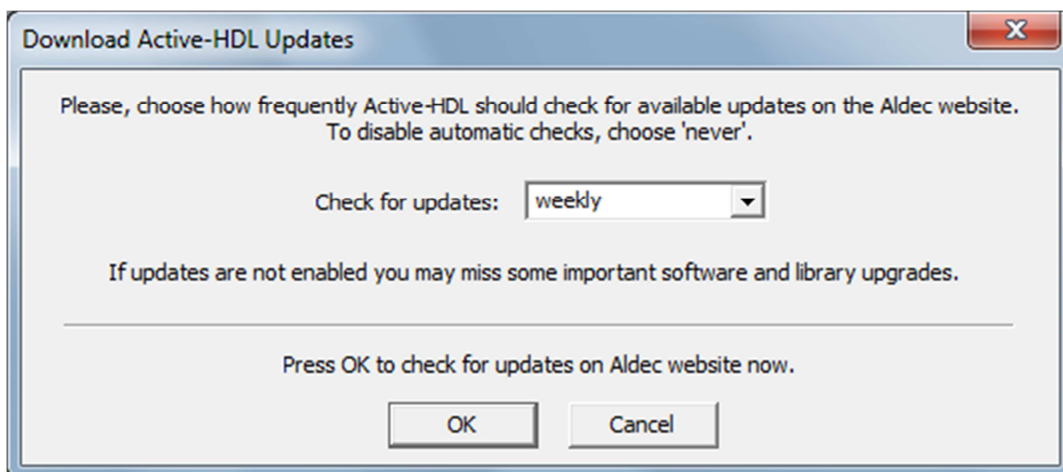 Download Active-HDL Updates
Please, choose how frequently Active-HDL should check for available updates on the Aldec website.
To disable automatic checks, choose 'never'.
Check for updates: weekly
If updates are not enabled you may miss some important software and library upgrades.
Press OK to check for updates on Aldec website now.
OK Cancel